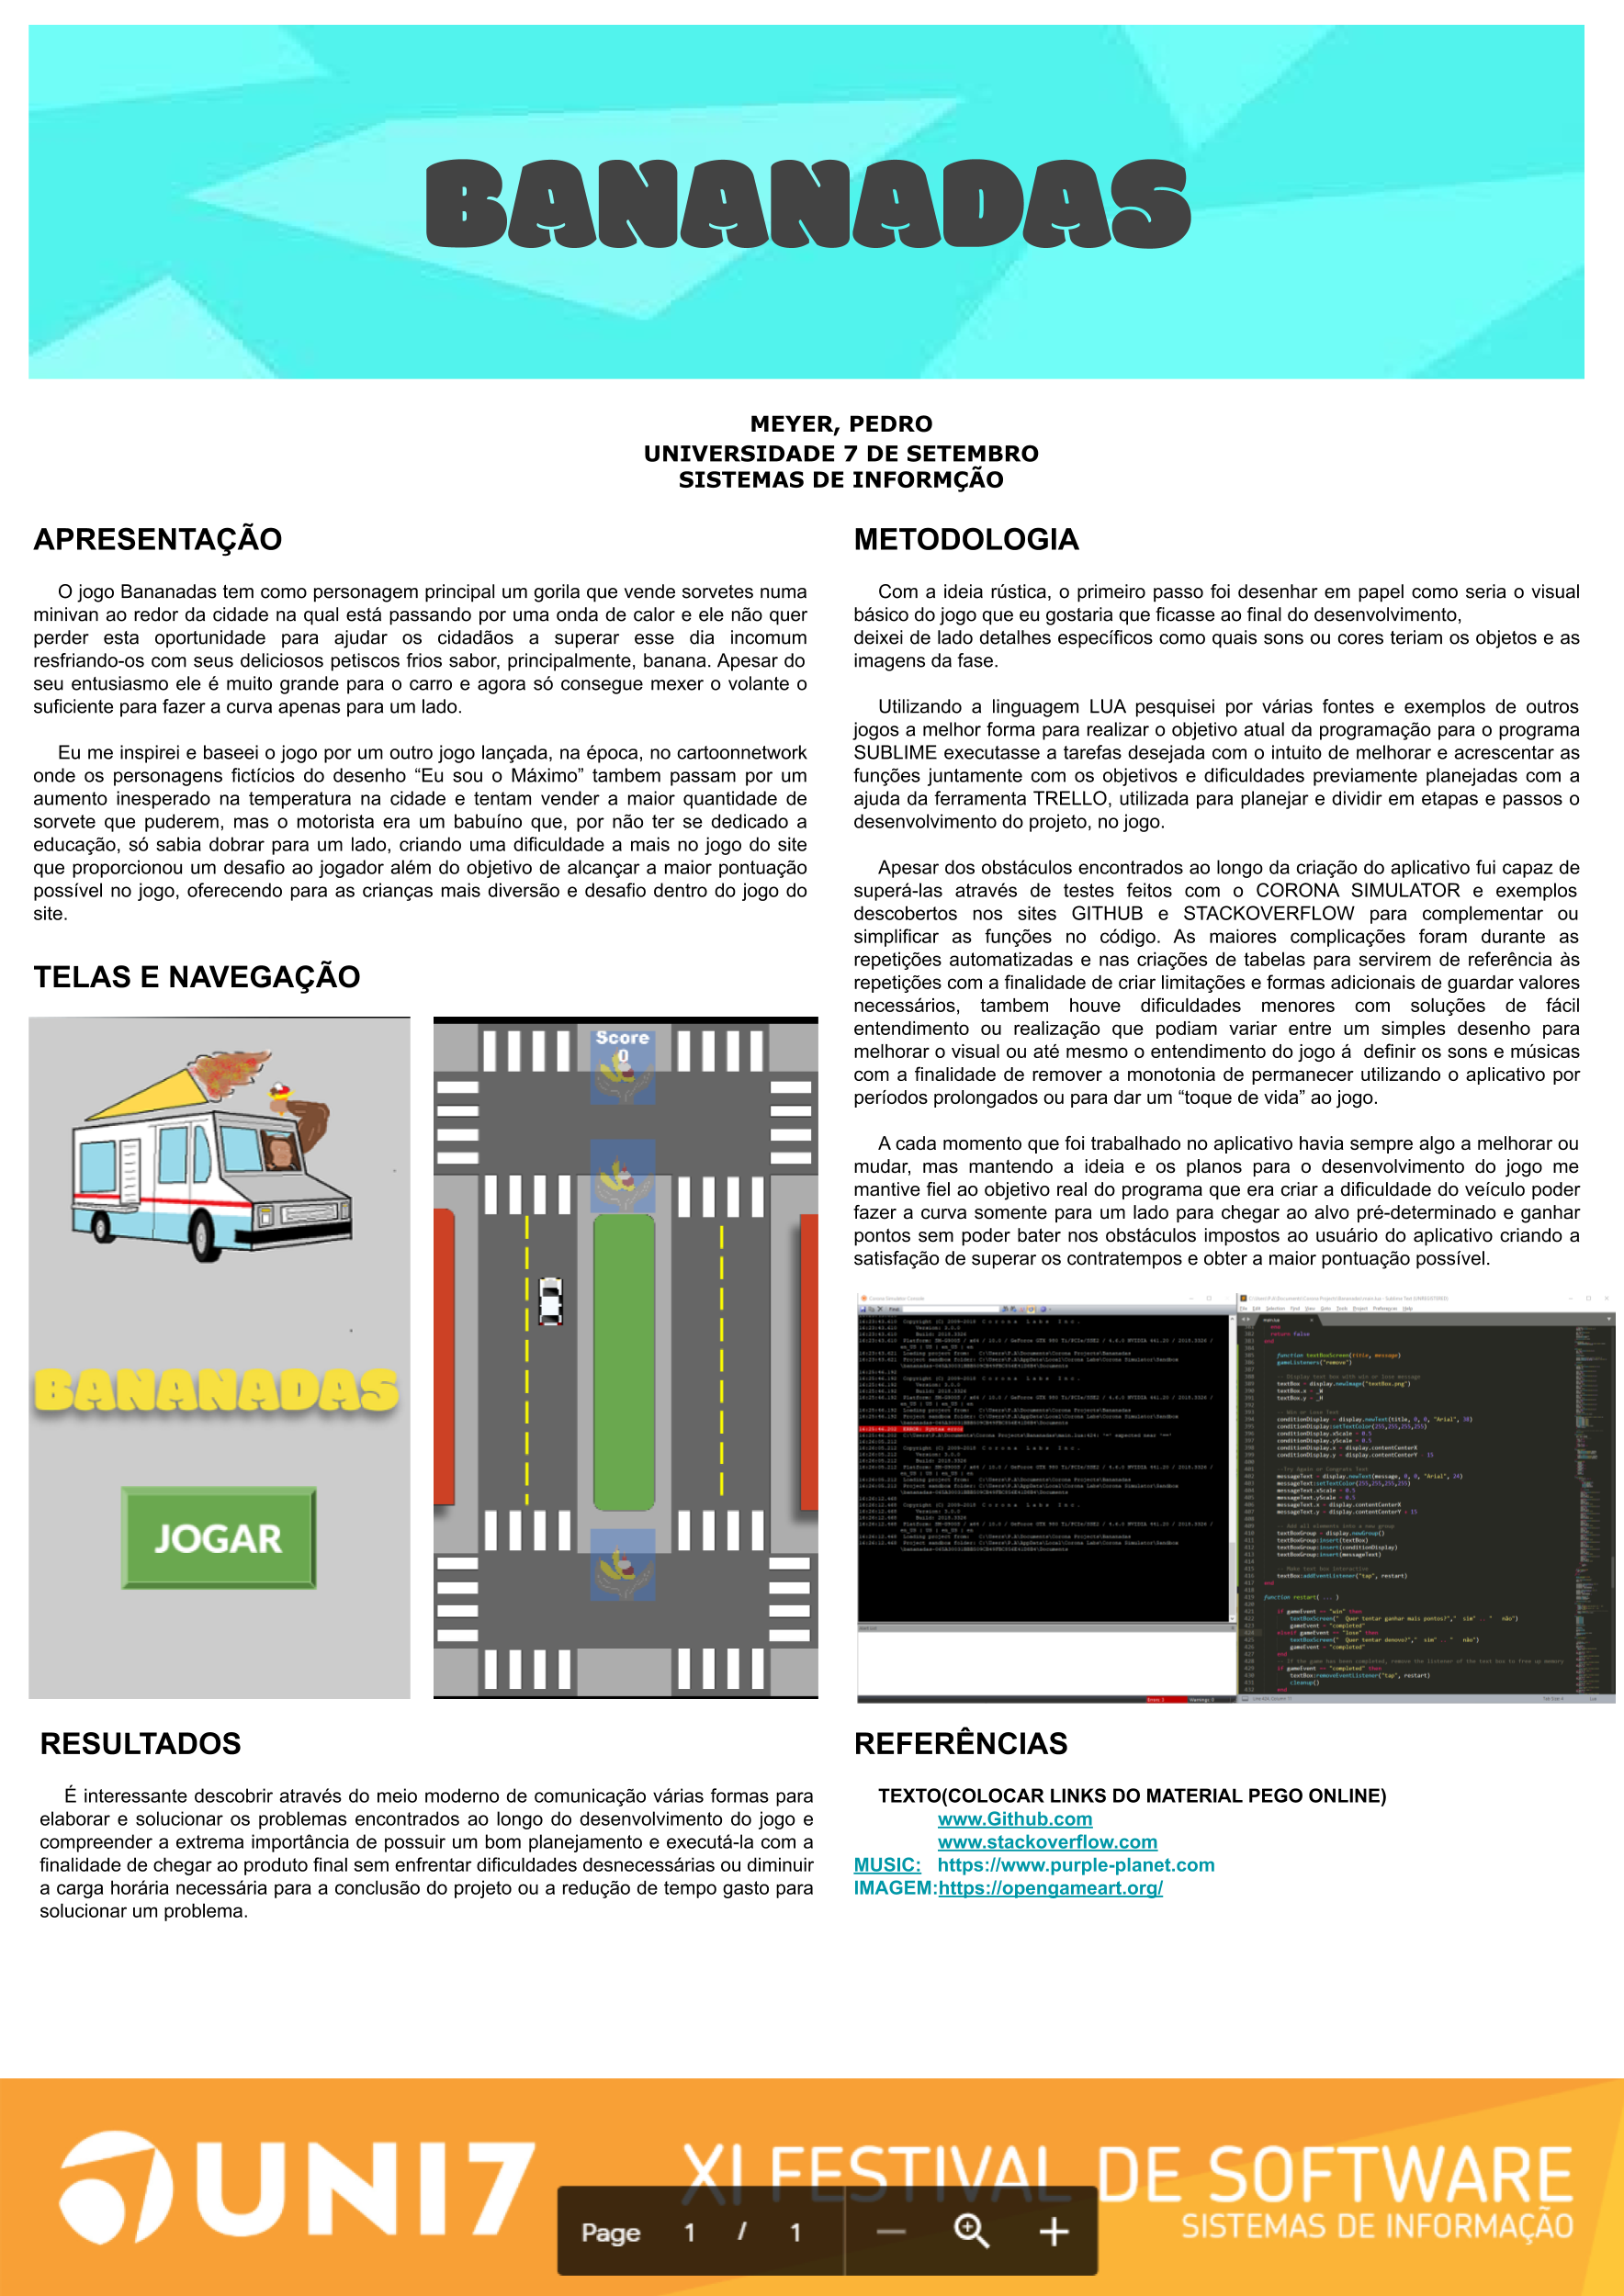 BANANADAS
MEYER, PEDRO
UNIVERSIDADE 7 DE SETEMBRO
SISTEMAS DE INFORMÇÃO
APRESENTAÇÃO
O jogo Bananadas tem como personagem principal um gorila que vende sorvetes numa
minivan ao redor da cidade na qual está passando por uma onda de calor e ele não quer
perder esta oportunidade para ajudar os cidadãos a superar esse dia incomum
resfriando-os com seus deliciosos petiscos frios sabor, principalmente, banana. Apesar do
seu entusiasmo ele é muito grande para o carro e agora só consegue mexer o volante o
suficiente para fazer a curva apenas para um lado.
Eu me inspirei e baseei o jogo por um outro jogo lançada, na época, no cartoonnetwork
onde os personagens fictícios do desenho “Eu sou o Máximo” tambem passam por um
aumento inesperado na temperatura na cidade e tentam vender a maior quantidade de
sorvete que puderem, mas o motorista era um babuíno que, por não ter se dedicado a
educação, só sabia dobrar para um lado, criando uma dificuldade a mais no jogo do site
que proporcionou um desafio ao jogador além do objetivo de alcançar a maior pontuação
possível no jogo, oferecendo para as crianças mais diversão e desafio dentro do jogo do
site.
TELAS E NAVEGAÇÃO
BANANADAS
JOGAR
Score
0
METODOLOGIA
Com a ideia rústica, o primeiro passo foi desenhar em papel como seria o visual
básico do jogo que eu gostaria que ficasse ao final do desenvolvimento,
deixei de lado detalhes específicos como quais sons ou cores teriam os objetos e as
imagens da fase.
Utilizando a linguagem LUA pesquisei por várias fontes e exemplos de outros
jogos a melhor forma para realizar o objetivo atual da programação para o programa
SUBLIME executasse a tarefas desejada com o intuito de melhorar e acrescentar as
funções juntamente com os objetivos e dificuldades previamente planejadas com a
ajuda da ferramenta TRELLO, utilizada para planejar e dividir em etapas e passos o
desenvolvimento do projeto, no jogo.
Apesar dos obstáculos encontrados ao longo da criação do aplicativo fui capaz de
superá-las através de testes feitos com o CORONA SIMULATOR e exemplos
descobertos nos sites GITHUB e STACKOVERFLOW para complementar ou
simplificar as funções no código. As maiores complicações foram durante as
repetições automatizadas e nas criações de tabelas para servirem de referência às
repetições com a finalidade de criar limitações e formas adicionais de guardar valores
necessários, tambem houve dificuldades menores com soluções de fácil
entendimento ou realização que podiam variar entre um simples desenho para
melhorar o visual ou até mesmo o entendimento do jogo á definir os sons e músicas
com a finalidade de remover a monotonia de permanecer utilizando o aplicativo por
períodos prolongados ou para dar um “toque de vida” ao jogo.
A cada momento que foi trabalhado no aplicativo havia sempre algo a melhorar ou
mudar, mas mantendo a ideia e os planos para o desenvolvimento do jogo me
mantive fiel ao objetivo real do programa que era criar a dificuldade do veículo poder
fazer a curva somente para um lado para chegar ao alvo pré-determinado e ganhar
pontos sem poder bater nos obstáculos impostos ao usuário do aplicativo criando a
satisfação de superar os contratempos e obter a maior pontuação possível.
RESULTADOS
É interessante descobrir através do meio moderno de comunicação várias formas para
elaborar e solucionar os problemas encontrados ao longo do desenvolvimento do jogo e
compreender a extrema importância de possuir um bom planejamento e executá-la com a
finalidade de chegar ao produto final sem enfrentar dificuldades desnecessárias ou diminuir
a carga horária necessária para a conclusão do projeto ou a redução de tempo gasto para
solucionar um problema.
REFERÊNCIAS
TEXTO(COLOCAR LINKS DO MATERIAL PEGO ONLINE)
www.Github.com
www.stackoverflow.com
MUSIC: https://www.purple-planet.com
IMAGEM:https://opengameart.org/
UNI7
XI FESTIVAL DE SOFTWARE
SISTEMAS DE INFORMAÇÃO
Page 1 / 1